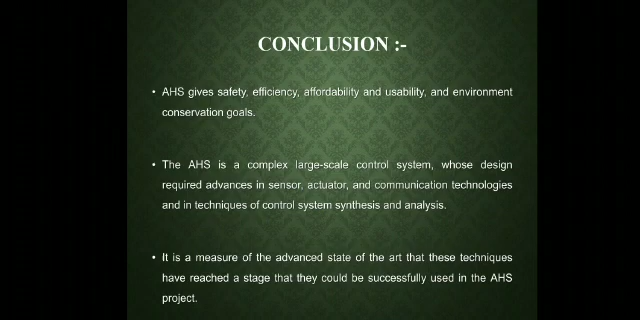 CONCLUSION :-
• AHS gives safety, efficiency, affordability and usability, and environment
conservation goals.
• The AHS is a complex large-scale control system, whose design
required advances in sensor, actuator, and communication technologies
and in techniques of control system synthesis and analysis.
• It is a measure of the advanced state of the art that these techniques
have reached a stage that they could be successfully used in the AHS
project.